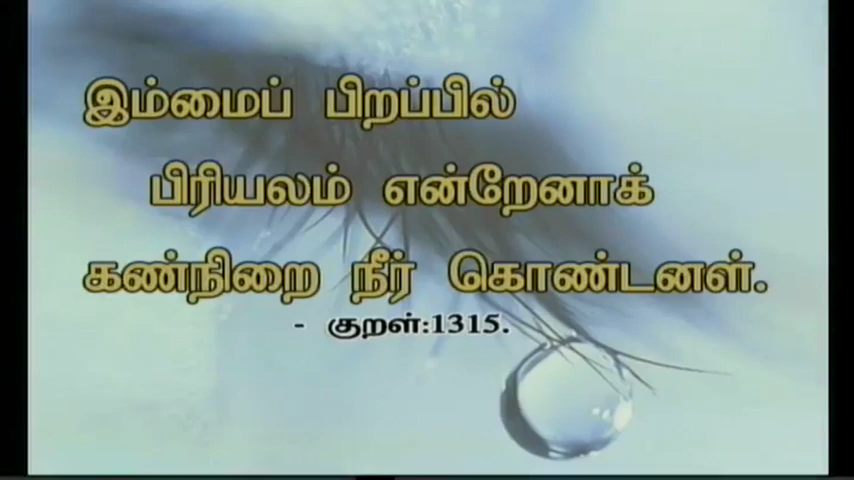 இம்மைப் பிறப்பில்
பிரியலம் என்றேனாக்
கண்நிறை நீர் கொண்டனள்.
- குறள்:1315.